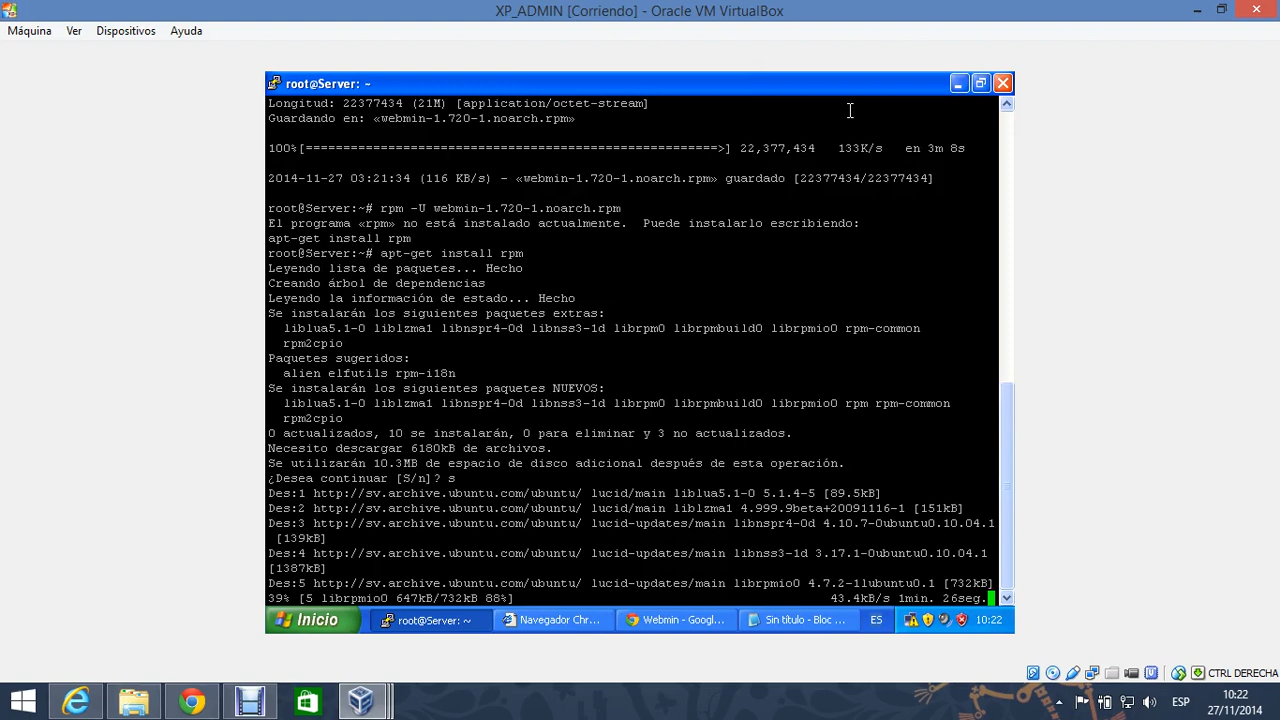 XP_ADMIN [Corriendo] - Oracle VM VirtualBox
Máquina Ver Dispositivos Ayuda
root@Server: ~
Longitud: 22377434 (21M) [application/octet-stream]
Guardando en: «webmin-1.720-1.noarch.rpm»
100%[=======================================================>] 22,377,434 133K/s en 3m 8s
2014-11-27 03:21:34 (116 KB/s) - «webmin-1.720-1.noarch.rpm» guardado [22377434/22377434]
root@Server:~# rpm -U webmin-1.720-1.noarch.rpm
El programa «rpm» no está instalado actualmente. Puede instalarlo escribiendo:
apt-get install rpm
root@Server:~# apt-get install rpm
Leyendo lista de paquetes... Hecho
Creando árbol de dependencias
Leyendo la información de estado... Hecho
Se instalarán los siguientes paquetes extras:
liblua5.1-0 liblzma1 libnspr4-0d libnss3-1d librpm0 librpmbuild0 librpmio0 rpm-common
rpm2cpio
Paquetes sugeridos:
alien elfutils rpm-i18n
Se instalarán los siguientes paquetes NUEVOS:
liblua5.1-0 liblzma1 libnspr4-0d libnss3-1d librpm0 librpmbuild0 librpmio0 rpm rpm-common
rpm2cpio
0 actualizados, 10 se instalarán, 0 para eliminar y 3 no actualizados.
Necesito descargar 6180kB de archivos.
Se utilizarán 10.3MB de espacio de disco adicional después de esta operación.
¿Desea continuar [S/n]? s
Des:1 http://sv.archive.ubuntu.com/ubuntu/ lucid/main liblua5.1-0 5.1.4-5 [89.5kB]
Des:2 http://sv.archive.ubuntu.com/ubuntu/ lucid/main liblzma1 4.999.9beta+20091116-1 [151kB]
Des:3 http://sv.archive.ubuntu.com/ubuntu/ lucid-updates/main libnspr4-0d 4.10.7-0ubuntu0.10.04.1
[139kB]
Des:4 http://sv.archive.ubuntu.com/ubuntu/ lucid-updates/main libnss3-1d 3.17.1-0ubuntu0.10.04.1
[1387kB]
Des:5 http://sv.archive.ubuntu.com/ubuntu/ lucid-updates/main librpmio0 4.7.2-1lubuntu0.1 [732kB]
39% [5 librpmio0 647kB/732kB 88%] 43.4kB/s 1min. 26seg.
Inicio root@Server: ~ Navegador Chr... Webmin - Googl... Sin título - Bloc ... ES 10:22
CTRL DERECHA
ESP 10:22
27/11/2014